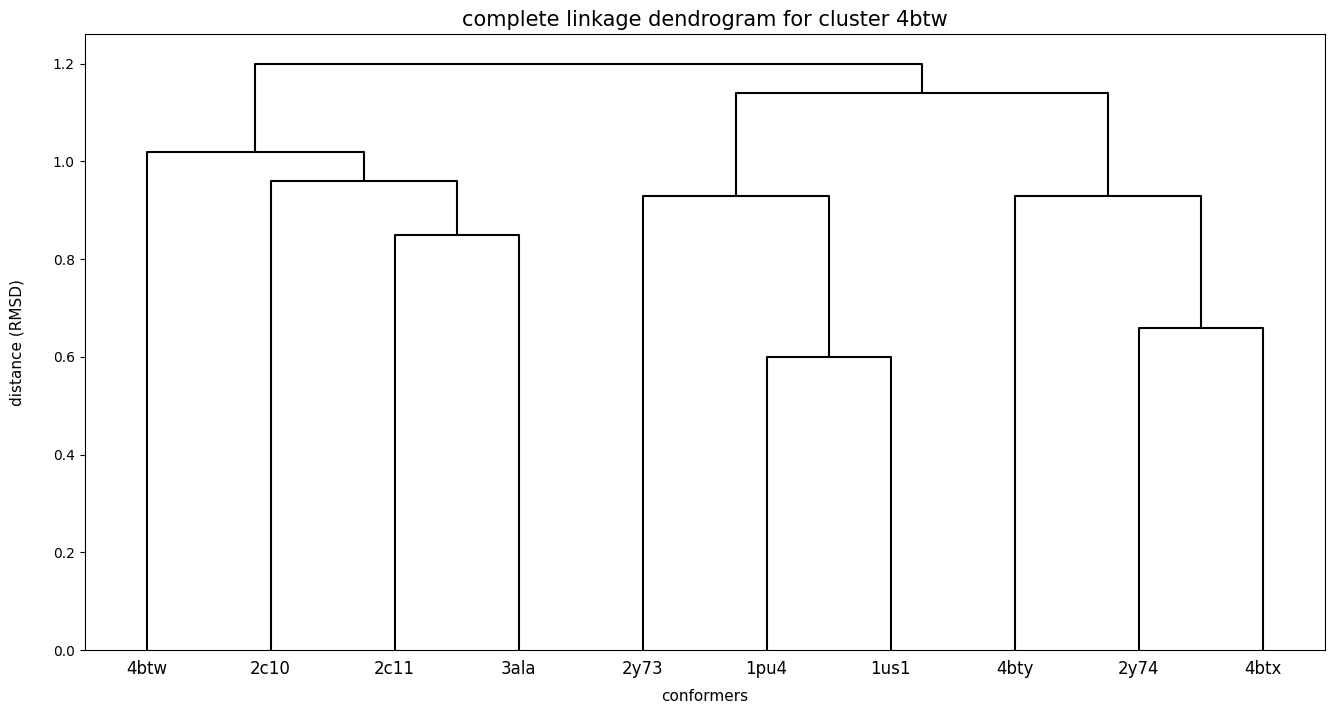 complete linkage dendrogram for cluster 4btw
1.2
1.0
0.8
0.6
0.4
0.2
0.0
distance (RMSD)
4btw 2c10 2c11 3ala 2y73 1pu4 1us1 4bty 2y74 4btx
conformers